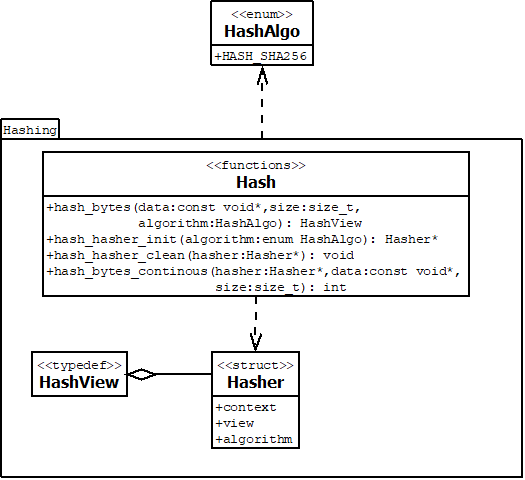 <<enum>>
HashAlgo
+HASH_SHA256
Hashing
<<functions>>
Hash
+hash_bytes(data:const void*,size:size_t,
algorithm:HashAlgo): HashView
+hash_hasher_init(algorithm:enum HashAlgo): Hasher*
+hash_hasher_clean(hasher:Hasher*): void
+hash_bytes_continous(hasher:Hasher*,data:const void*,
size:size_t): int
<<typedef>>
HashView
<<struct>>
Hasher
+context
+view
+algorithm